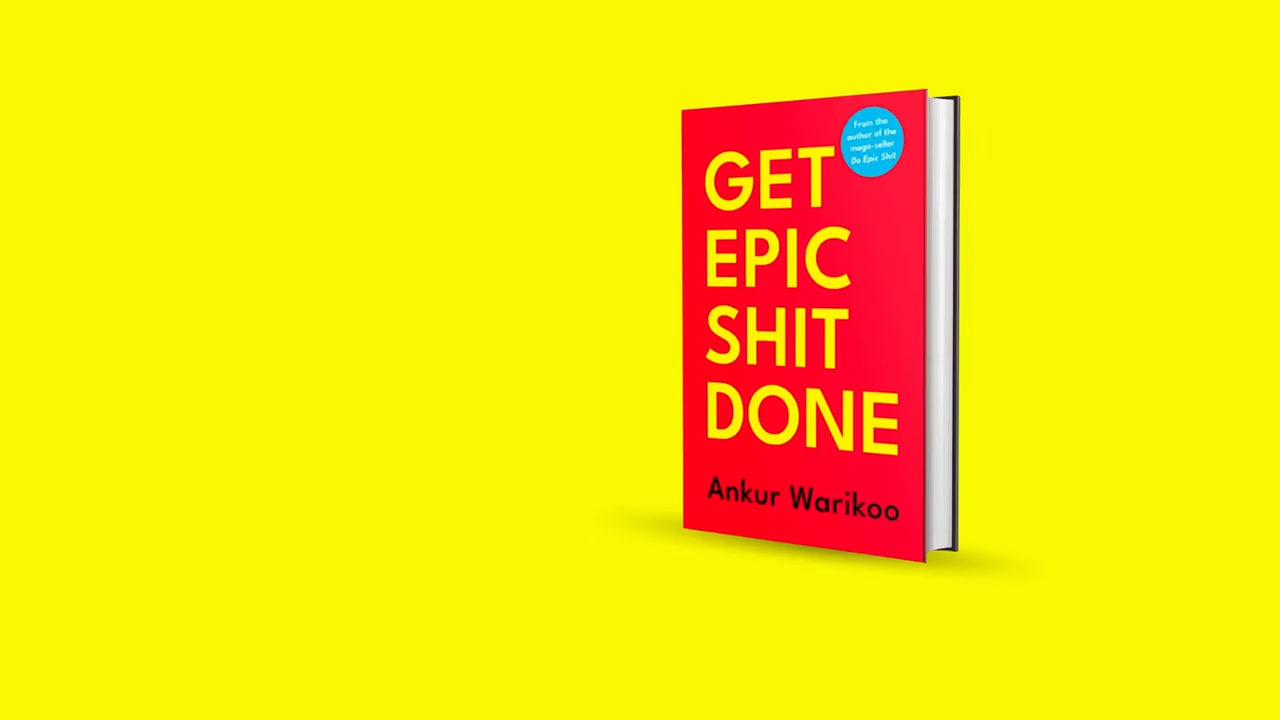 From the
author of the
mega-seller
Do Epic Shit
GET
EPIC
SHIT
DONE
Ankur Warikoo